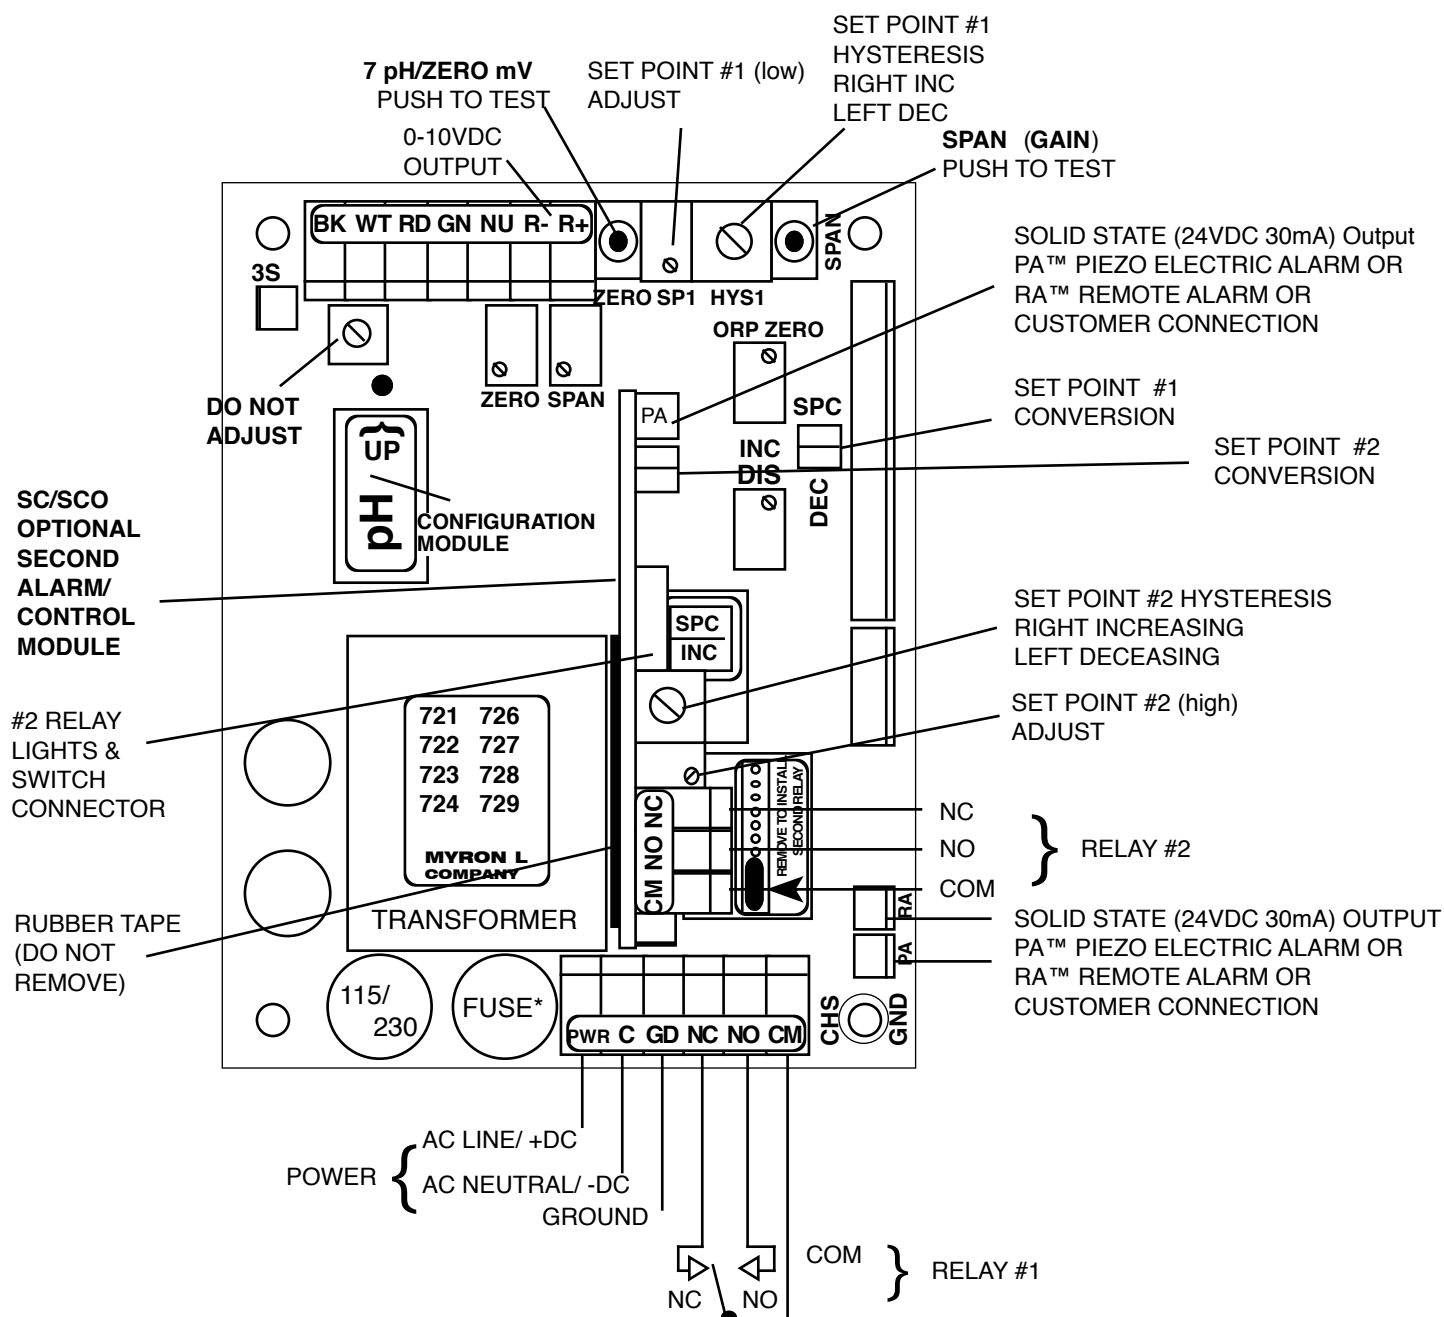 SET POINT #1
HYSTERESIS
RIGHT INC
LEFT DEC
7 pH/ZERO mV
PUSH TO TEST
SET POINT #1 (low)
ADJUST
0-10VDC
OUTPUT
SPAN (GAIN)
PUSH TO TEST
BK WT RD GN NU R- R+
SPAN
3S
ZERO SP1 HYS1
SOLID STATE (24VDC 30mA) Output
PA™ PIEZO ELECTRIC ALARM OR
RA™ REMOTE ALARM OR
CUSTOMER CONNECTION
ORP ZERO
ZERO SPAN
DO NOT
ADJUST
PA
SPC
SET POINT #1
CONVERSION
INC
DIS
DEC
SET POINT #2
CONVERSION
UP
pH
CONFIGURATION
MODULE
SC/SCO
OPTIONAL
SECOND
ALARM/
CONTROL
MODULE
SPC
INC
SET POINT #2 HYSTERESIS
RIGHT INCREASING
LEFT DECEASING
#2 RELAY
LIGHTS &
SWITCH
CONNECTOR
721 726
722 727
723 728
724 729
MYRON L
COMPANY
TRANSFORMER
SET POINT #2 (high)
ADJUST
REMOVE TO INSTALL
SECOND RELAY
CM NO NC
NC
NO
COM
RELAY #2
RUBBER TAPE
(DO NOT
REMOVE)
RA
PA
SOLID STATE (24VDC 30mA) OUTPUT
PA™ PIEZO ELECTRIC ALARM OR
RA™ REMOTE ALARM OR
CUSTOMER CONNECTION
115/
230
FUSE*
CHS
GND
PWR C GD NC NO CM
POWER
AC LINE/ +DC
AC NEUTRAL/ -DC
GROUND
COM
RELAY #1
NC NO